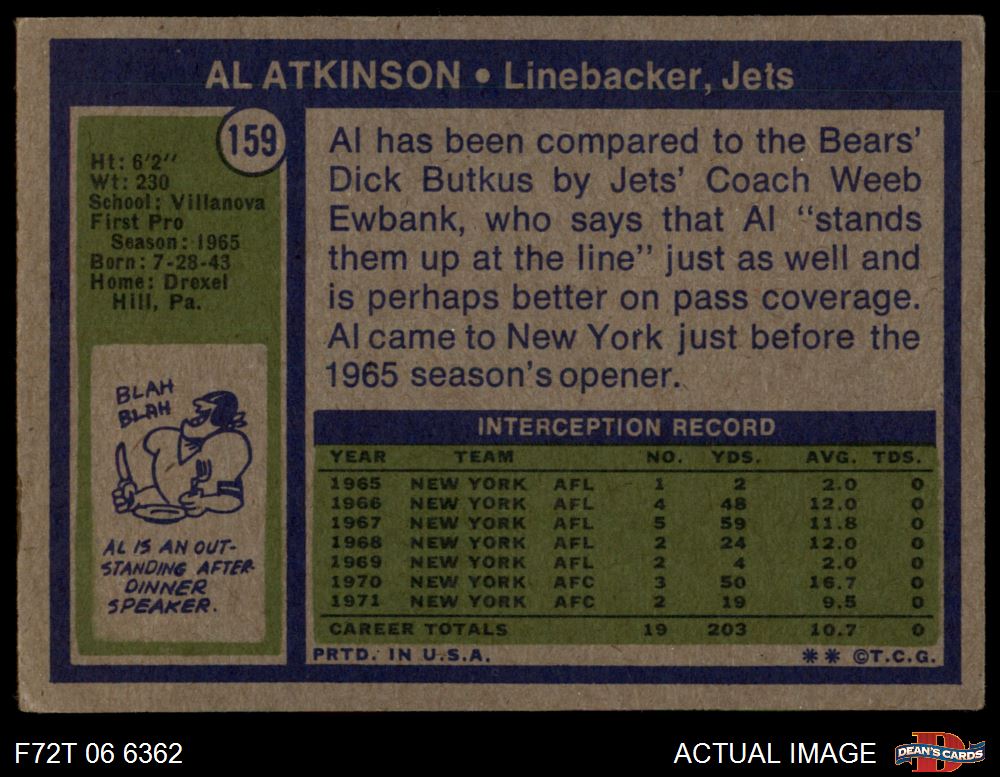 AL ATKINSON • Linebacker, Jets
159
Ht: 6'2''
Wt: 230
School: Villanova
First Pro
Season: 1965
Born: 7-28-43
Home: Drexel
Hill, Pa.
BLAH
BLAH
AL IS AN OUT-
STANDING AFTER
DINNER
SPEAKER.
Al has been compared to the Bears'
Dick Butkus by Jets' Coach Weeb
Ewbank, who says that Al "stands
them up at the line" just as well and
is perhaps better on pass coverage.
Al came to New York just before the
1965 season's opener.
INTERCEPTION RECORD
YEAR TEAM NO. YDS. AVG. TDS.
1965 NEW YORK AFL 1 2 2.0 0
1966 NEW YORK AFL 4 48 12.0 0
1967 NEW YORK AFL 5 59 11.8 0
1968 NEW YORK AFL 2 24 12.0 0
1969 NEW YORK AFL 2 4 2.0 0
1970 NEW YORK AFC 3 50 16.7 0
1971 NEW YORK AFC 2 19 9.5 0
CAREER TOTALS 19 203 10.7 0
PRTD. IN U.S.A. ** ©T.C.G.
F72T 06 6362
ACTUAL IMAGE
D
DEAN'S CARDS